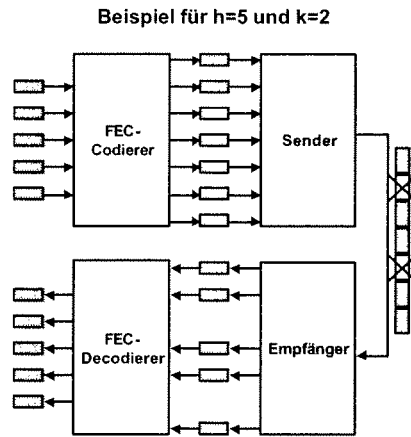 Beispiel für h=5 und k=2
FEC-
Codierer
Sender
FEC-
Decodierer
Empfänger